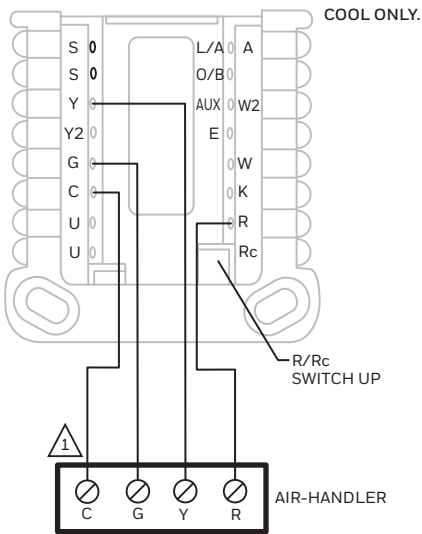 COOL ONLY.
S L/A A
S O/B
Y AUX W2
Y2 E
G W
C K
U R
U Rc
R/Rc
SWITCH UP
1
AIR-HANDLER
C G Y R